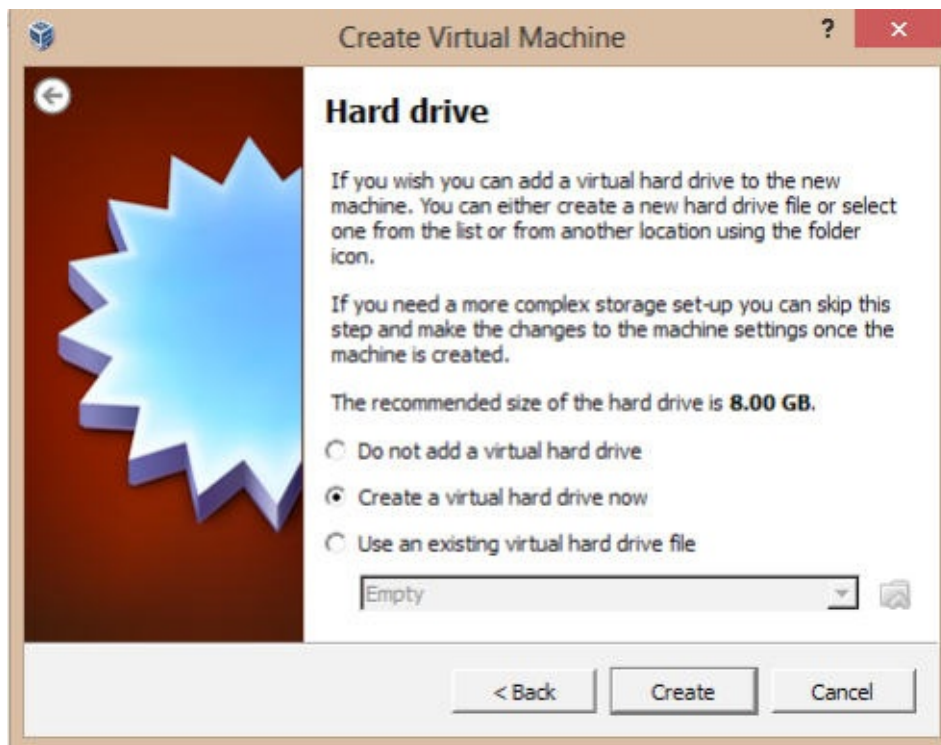 Create Virtual Machine
?
×
Hard drive
If you wish you can add a virtual hard drive to the new
machine. You can either create a new hard drive file or select
one from the list or from another location using the folder
icon.
If you need a more complex storage set-up you can skip this
step and make the changes to the machine settings once the
machine is created.
The recommended size of the hard drive is 8.00 GB.
Do not add a virtual hard drive
Create a virtual hard drive now
Use an existing virtual hard drive file
Empty
< Back Create Cancel